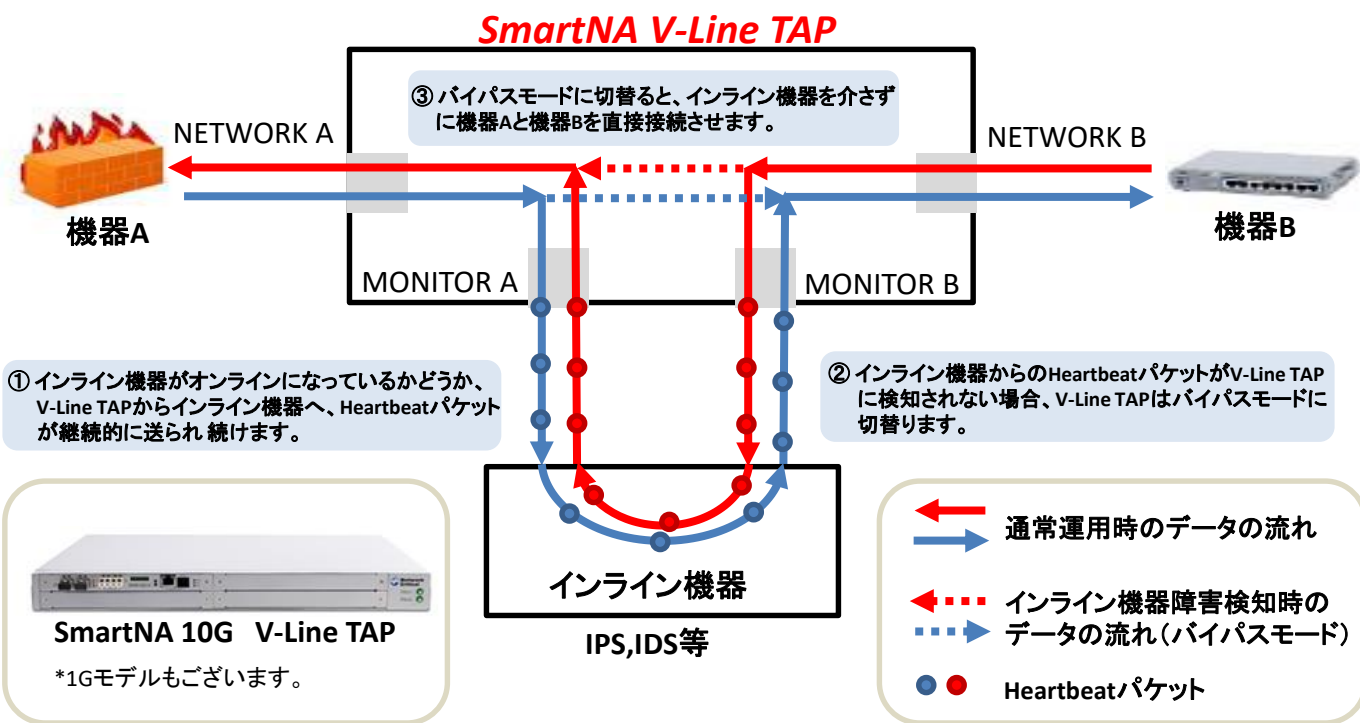 SmartNA V-Line TAP
③ バイパスモードに切替ると、インライン機器を介さず
に機器Aと機器Bを直接接続させます。
NETWORK A
NETWORK B
機器A
機器B
MONITOR A
MONITOR B
① インライン機器がオンラインになっているかどうか、
V-Line TAPからインライン機器へ、Heartbeatパケット
が継続的に送られ 続けます。
② インライン機器からのHeartbeatパケットがV-Line TAP
に検知されない場合、V-Line TAPはバイパスモードに
切替ります。
インライン機器
IPS,IDS等
SmartNA 10G V-Line TAP
*1Gモデルもございます。
通常運用時のデータの流れ
インライン機器障害検知時の
データの流れ(バイパスモード)
Heartbeatパケット